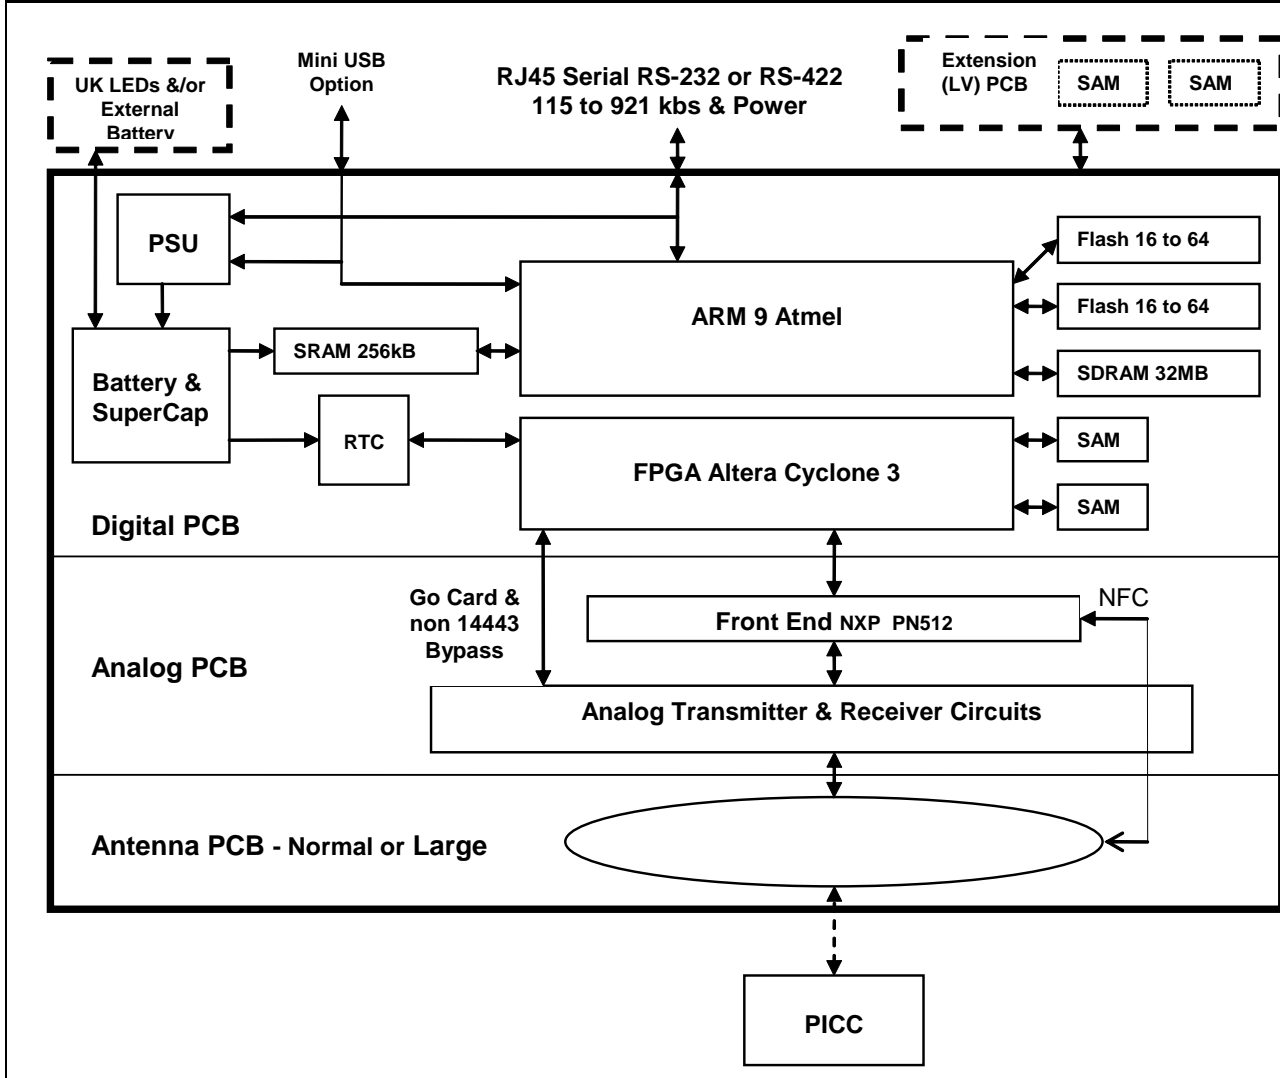 Mini USB
Option
RJ45 Serial RS-232 or RS-422
115 to 921 kbs & Power
Extension
(LV) PCB
SAM
SAM
UK LEDs &/or
External
Battery
PSU
Flash 16 to 64
ARM 9 Atmel
Flash 16 to 64
SRAM 256kB
SDRAM 32MB
Battery &
SuperCap
RTC
SAM
FPGA Altera Cyclone 3
SAM
Digital PCB
Go Card &
non 14443
Bypass
NFC
Front End NXP PN512
Analog PCB
Analog Transmitter & Receiver Circuits
Antenna PCB - Normal or Large
PICC